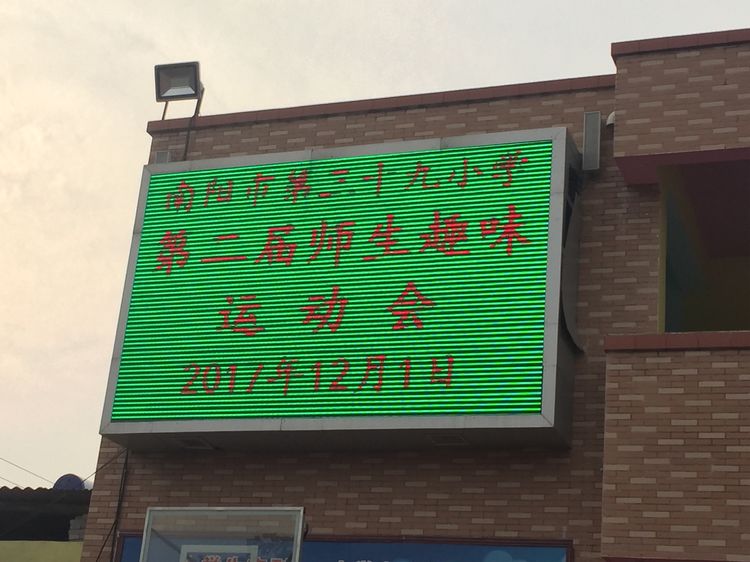 南阳市第三十九小学
第二届师生趣味
运动会
2017年12月1日